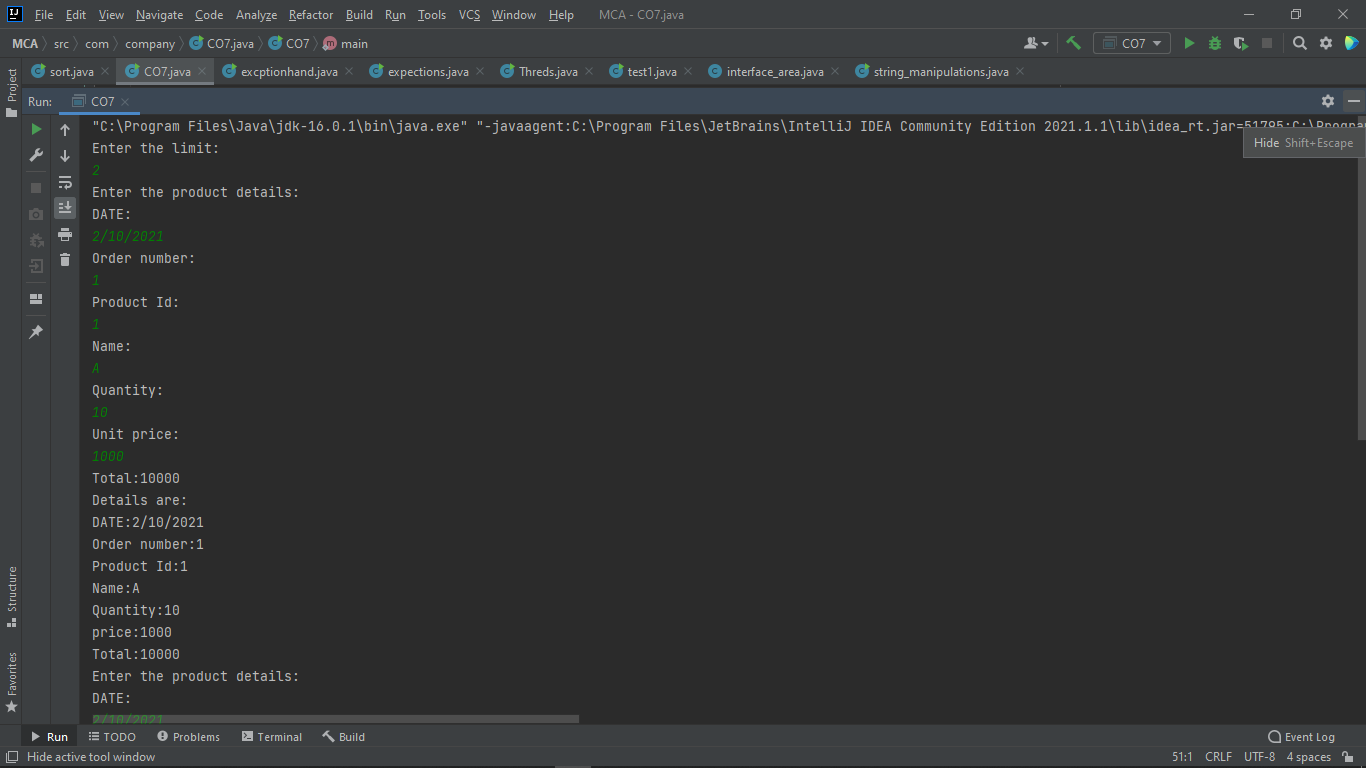 IJ File Edit View Navigate Code Analyze Refactor Build Run Tools VCS Window Help MCA - CO7.java
MCA src com company CO7.java CO7 m main CO7
sort.java CO7.java excptionhand.java expections.java Threds.java test1.java interface_area.java string_manipulations.java
Project
Run: CO7
"C:\Program Files\Java\jdk-16.0.1\bin\java.exe" "-javaagent:C:\Program Files\JetBrains\IntelliJ IDEA Community Edition 2021.1.1\lib\idea_rt.jar=51795:C:\Program
Hide Shift+Escape
Enter the limit:
2
Enter the product details:
DATE:
2/10/2021
Order number:
1
Product Id:
1
Name:
A
Quantity:
10
Unit price:
1000
Total:10000
Details are:
DATE:2/10/2021
Order number:1
Product Id:1
Name:A
Quantity:10
price:1000
Total:10000
Enter the product details:
DATE:
2/10/2021
Structure
Favorites
Run TODO Problems Terminal Build Event Log
Hide active tool window 51:1 CRLF UTF-8 4 spaces